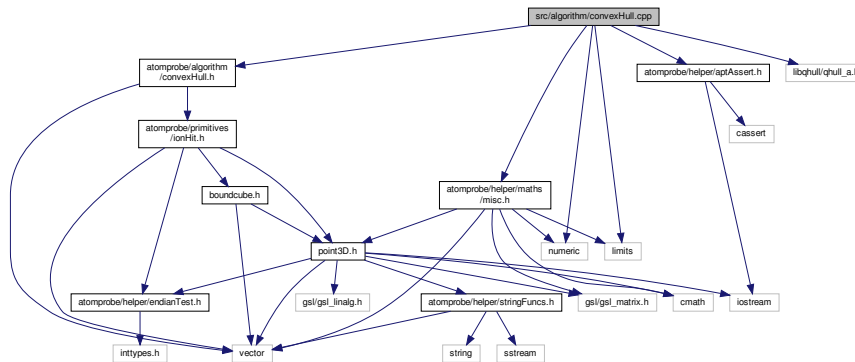 src/algorithm/convexHull.cpp
atomprobe/algorithm
/convexHull.h
atomprobe/helper/aptAssert.h
libqhull/qhull_a.h
atomprobe/primitives
/ionHit.h
cassert
boundcube.h
atomprobe/helper/maths
/misc.h
point3D.h
numeric
limits
atomprobe/helper/endianTest.h
gsl/gsl_linalg.h
atomprobe/helper/stringFuncs.h
gsl/gsl_matrix.h
cmath
iostream
inttypes.h
vector
string
sstream